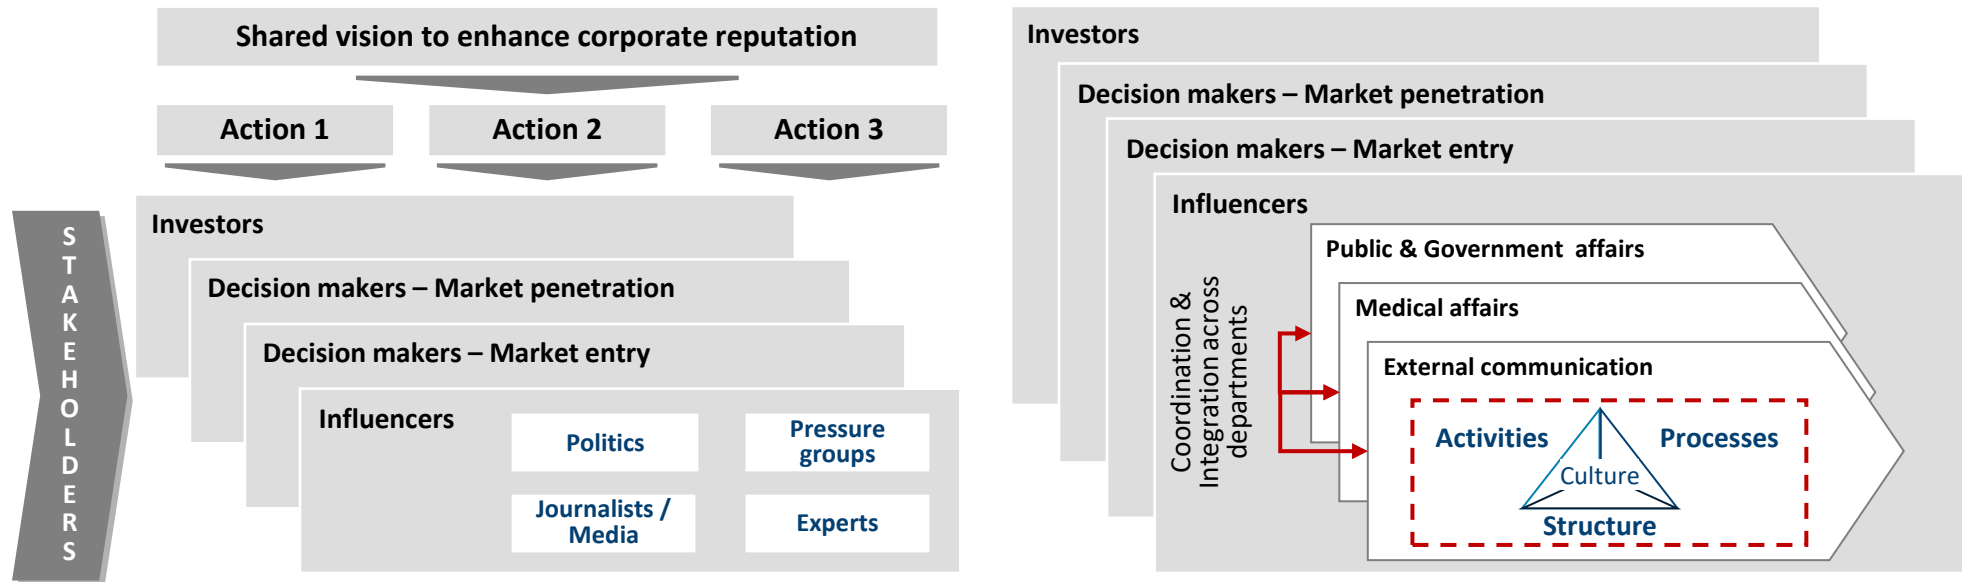 Shared vision to enhance corporate reputation
Action 1
Action 2
Action 3
STAKEHOLDERS
Investors
Decision makers – Market penetration
Decision makers – Market entry
Influencers
Politics
Pressure
groups
Journalists /
Media
Experts
Investors
Decision makers – Market penetration
Decision makers – Market entry
Influencers
Coordination &
Integration across
departments
Public & Government affairs
Medical affairs
External communication
Activities
Processes
Culture
Structure